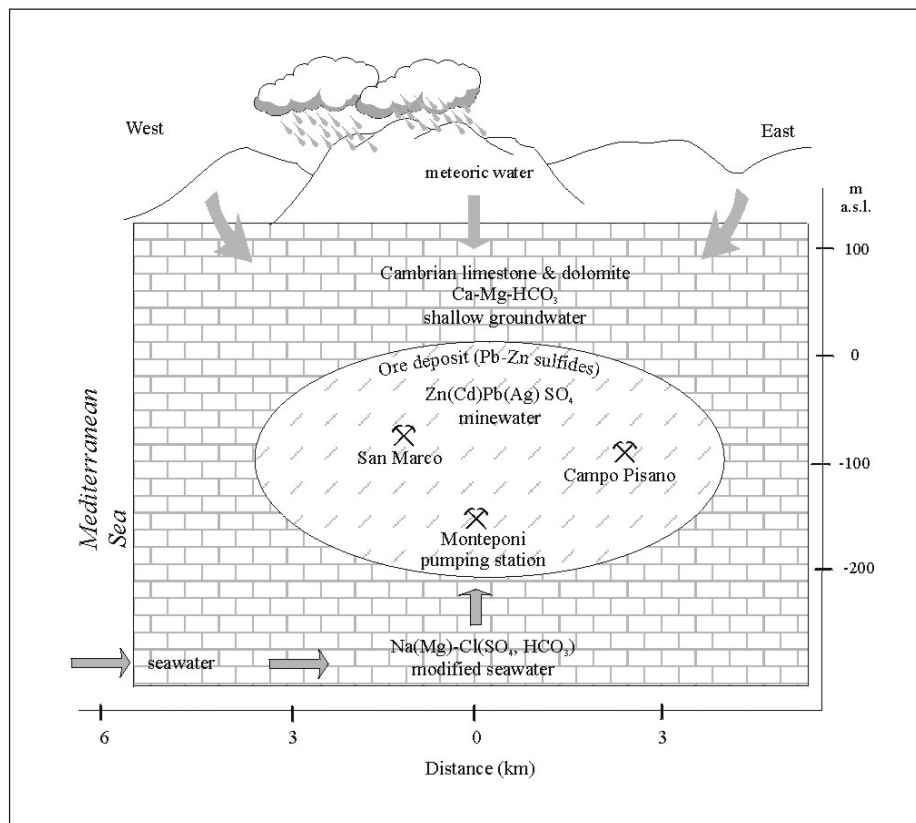 West
East
meteoric water
m
a.s.l.
100
Cambrian limestone & dolomite
Ca-Mg-HCO₃
shallow groundwater
0
Ore deposit (Pb-Zn sulfides)
Zn(Cd)Pb(Ag) SO₄
minewater
San Marco
Campo Pisano
-100
Mediterranean
Sea
Monteponi
pumping station
-200
Na(Mg)-Cl(SO₄, HCO₃)
modified seawater
seawater
6
3
0
3
Distance (km)